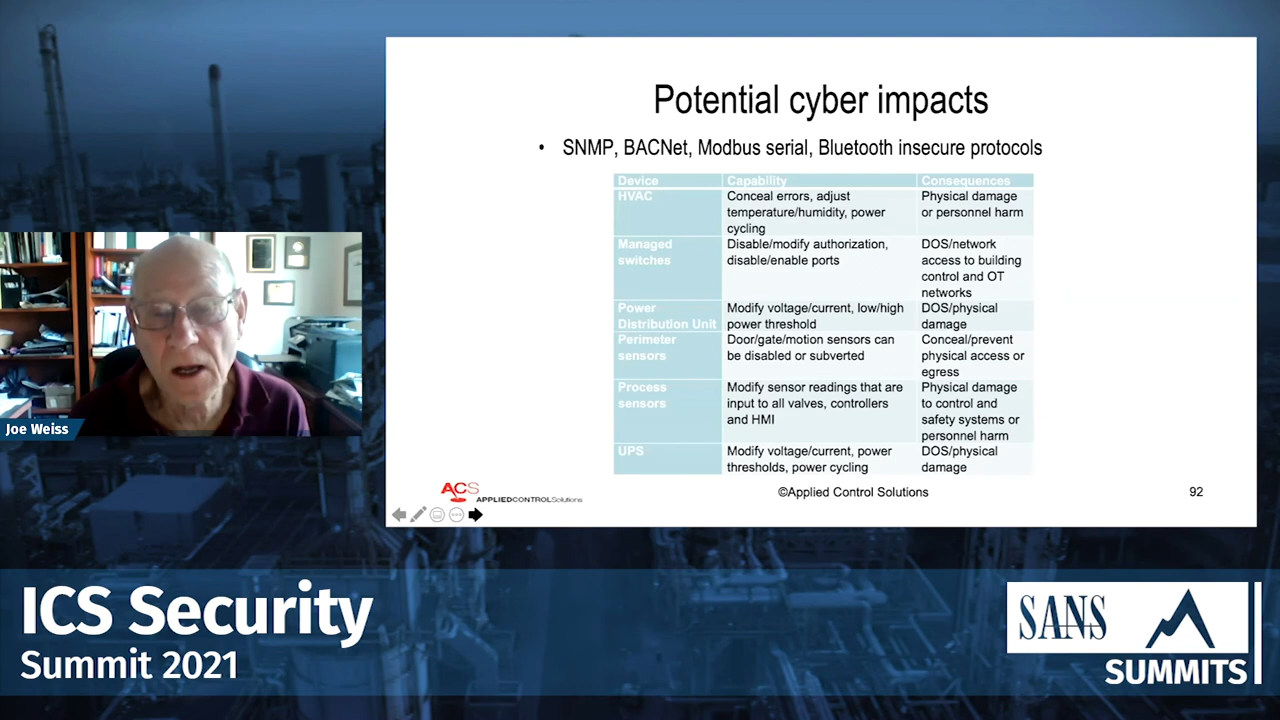 Potential cyber impacts
• SNMP, BACNet, Modbus serial, Bluetooth insecure protocols
Device Capability Consequences
HVAC
Conceal errors, adjust
temperature/humidity, power
cycling
Physical damage
or personnel harm
Managed
switches
Disable/modify authorization,
disable/enable ports
DOS/network
access to building
control and OT
networks
Power
Distribution Unit
Modify voltage/current, low/high
power threshold
DOS/physical
damage
Perimeter
sensors
Door/gate/motion sensors can
be disabled or subverted
Conceal/prevent
physical access or
egress
Process
sensors
Modify sensor readings that are
input to all valves, controllers
and HMI
Physical damage
to control and
safety systems or
personnel harm
UPS
Modify voltage/current, power
thresholds, power cycling
DOS/physical
damage
ACS
APPLIEDCONTROLSolutions
©Applied Control Solutions
92
Joe Weiss
ICS Security
Summit 2021
SANS
SUMMITS